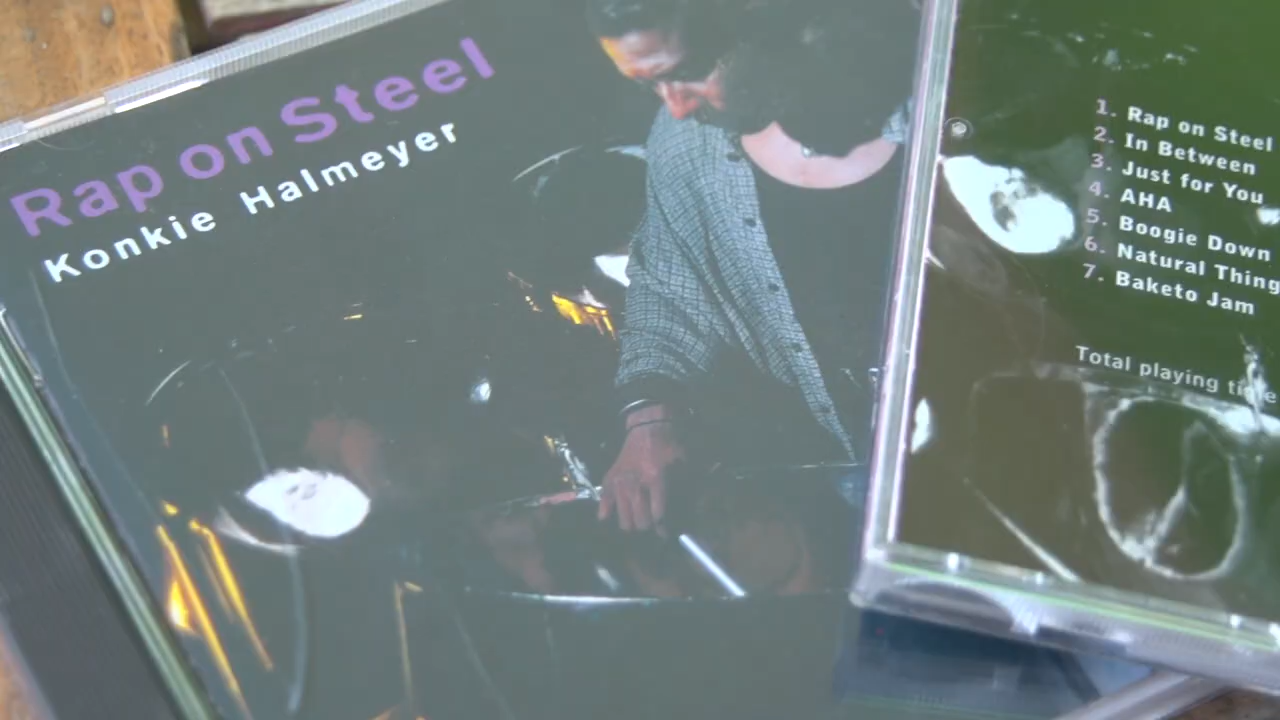 Rap on Steel
Konkie Halmeyer
1. Rap on Steel
2. In Between
3. Just for You
4. AHA
5. Boogie Down
6. Natural Thing
7. Baketo Jam
Total playing time